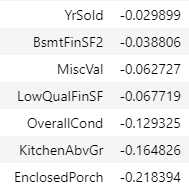 YrSold -0.029899
BsmtFinSF2 -0.038806
MiscVal -0.062727
LowQualFinSF -0.067719
OverallCond -0.129325
KitchenAbvGr -0.164826
EnclosedPorch -0.218394